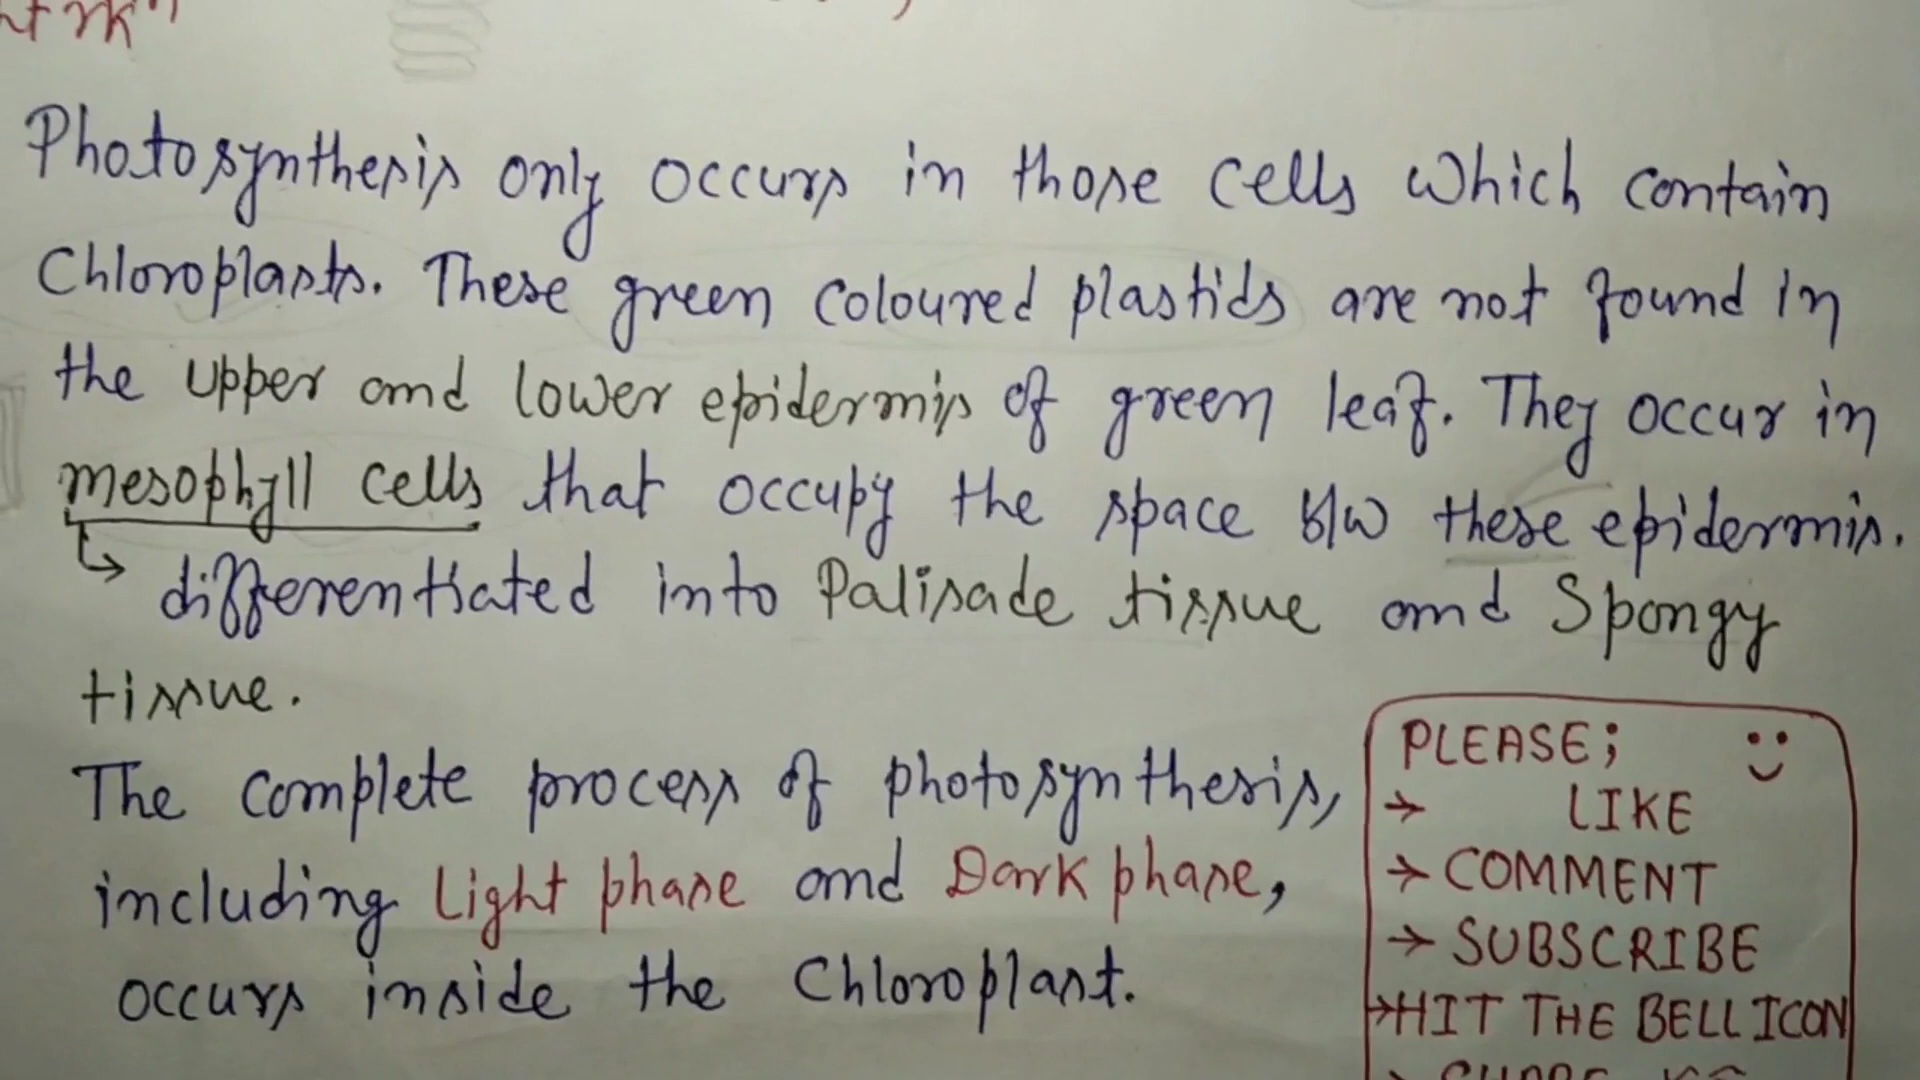 Photosynthesis only occurs in those cells which contain
Chloroplasts. These green coloured plastids are not found in
the upper and lower epidermis of green leaf. They occur in
mesophyll cells that occupy the space b/w these epidermis.
↳ differentiated into Palisade tissue and Spongy
tissue.
The complete process of photosynthesis,
including Light phase and Dark phase,
occurs inside the Chloroplast.
PLEASE;
→ LIKE
→ COMMENT
→ SUBSCRIBE
→HIT THE BELL ICON